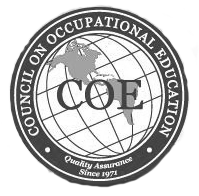 COUNCIL ON OCCUPATIONAL EDUCATION
COE
Quality Assurance
Since 1971